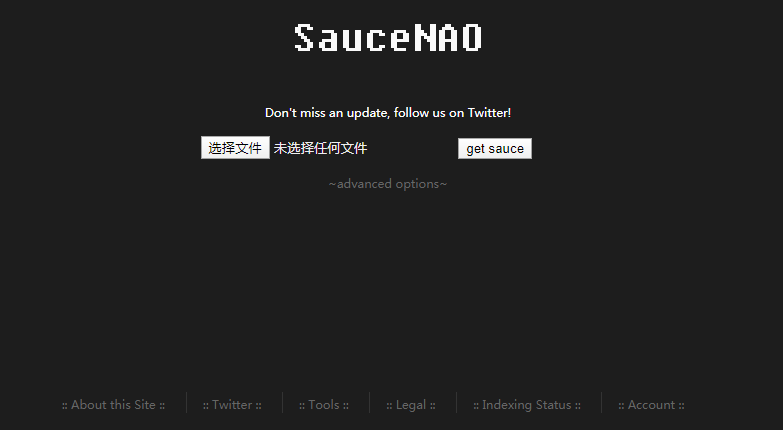 SauceNAO
Don't miss an update, follow us on Twitter!
选择文件 未选择任何文件 get sauce
~advanced options~
:: About this Site :: :: Twitter :: :: Tools :: :: Legal :: :: Indexing Status :: :: Account ::